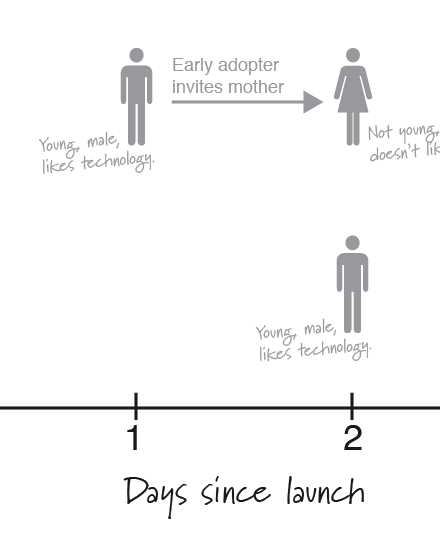 Early adopter
invites mother
Young, male,
likes technology.
Not young,
doesn't
Young, male,
likes technology.
1 2
Days since launch